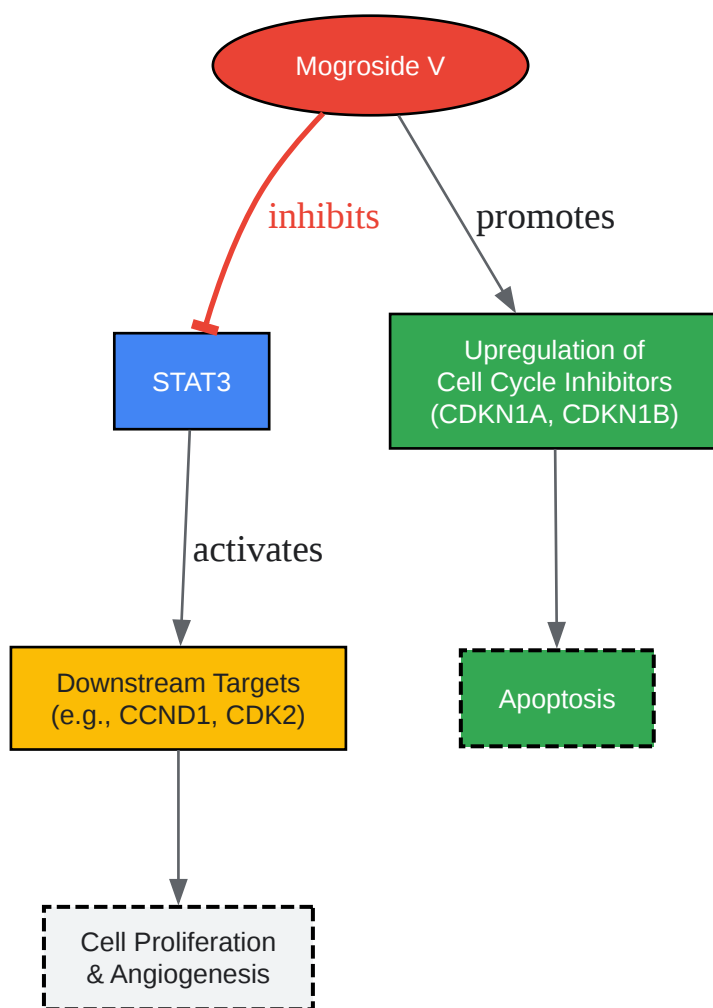 Mogroside V
inhibits
promotes
STAT3
Upregulation of
Cell Cycle Inhibitors
(CDKN1A, CDKN1B)
activates
Downstream Targets
(e.g., CCND1, CDK2)
Apoptosis
Cell Proliferation
& Angiogenesis